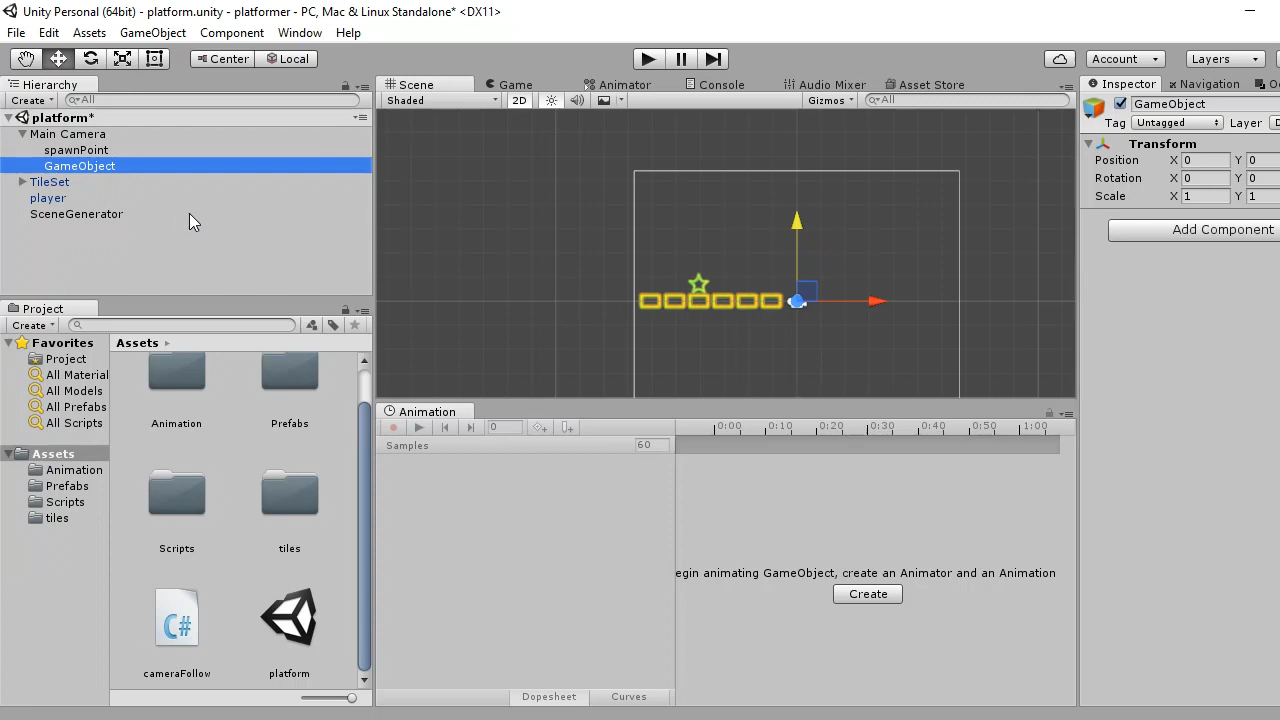 Unity Personal (64bit) - platform.unity - platformer - PC, Mac & Linux Standalone* <DX11>
File Edit Assets GameObject Component Window Help
Center Local Account Layers
Hierarchy Scene Game Animator Console Audio Mixer Asset Store Inspector Navigation
Create All Shaded 2D Gizmos All GameObject
platform* Tag Untagged Layer
Main Camera
spawnPoint Transform
GameObject Position X 0 Y 0
TileSet Rotation X 0 Y 0
player Scale X 1 Y 1
SceneGenerator
Add Component
Project
Create
Favorites Assets
Project
All Material
All Models
All Prefabs
All Scripts
Assets
Animation
Prefabs
Scripts
tiles
Animation Prefabs
Scripts tiles
C#
cameraFollow platform
Animation
0 0:00 0:10 0:20 0:30 0:40 0:50 1:00
Samples 60
egin animating GameObject, create an Animator and an Animation
Create
Dopesheet Curves